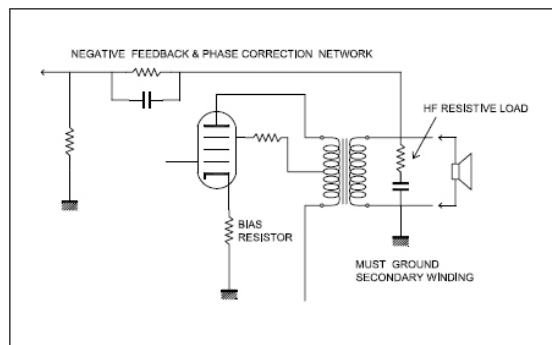 NEGATIVE FEEDBACK & PHASE CORRECTION NETWORK
HF RESISTIVE LOAD
BIAS
RESISTOR
MUST GROUND
SECONDARY WINDING